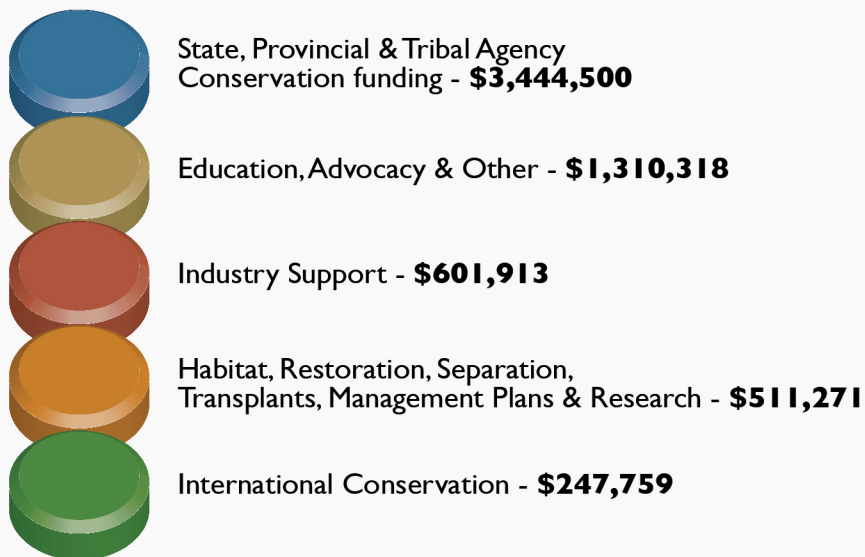 State, Provincial & Tribal Agency
Conservation funding - $3,444,500
Education, Advocacy & Other - $1,310,318
Industry Support - $601,913
Habitat, Restoration, Separation,
Transplants, Management Plans & Research - $511,271
International Conservation - $247,759